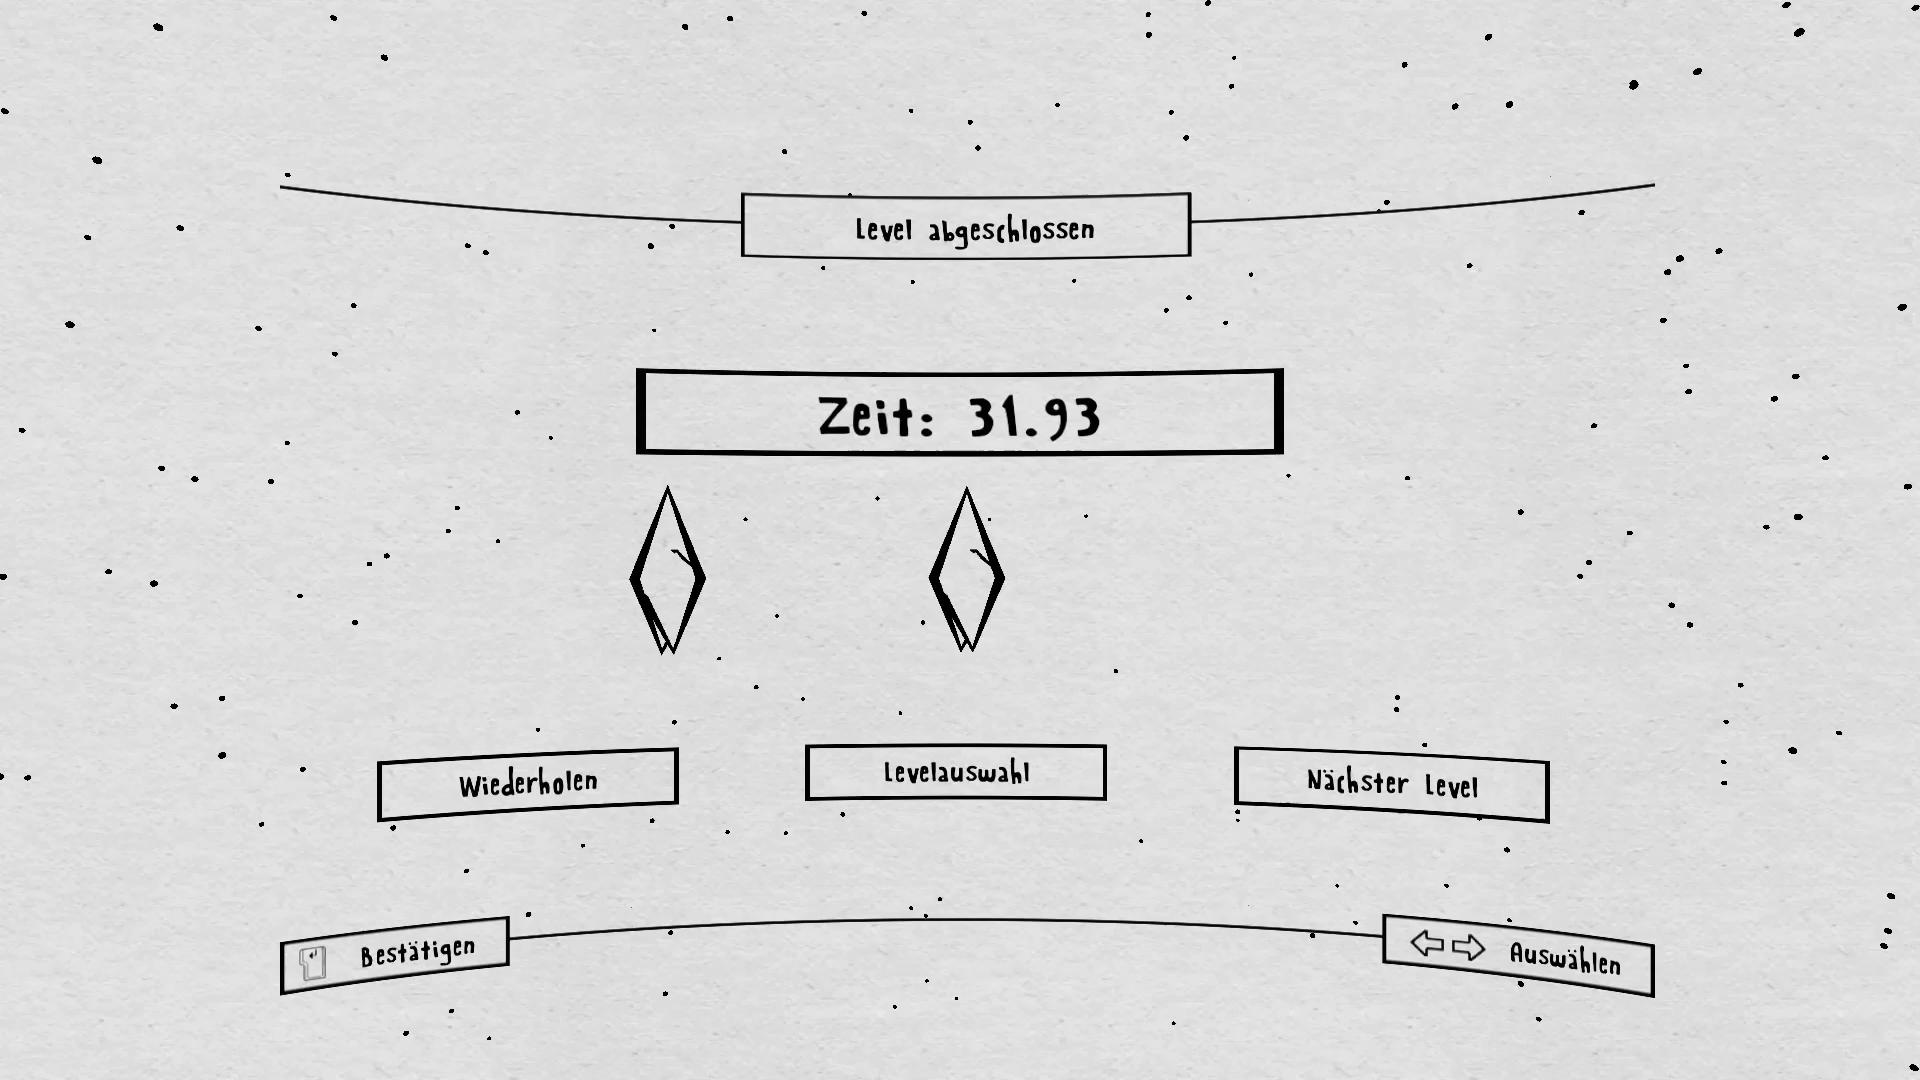 Level abgeschlossen
Zeit: 31.93
Wiederholen
Levelauswahl
Nächster Level
Bestätigen
Auswählen